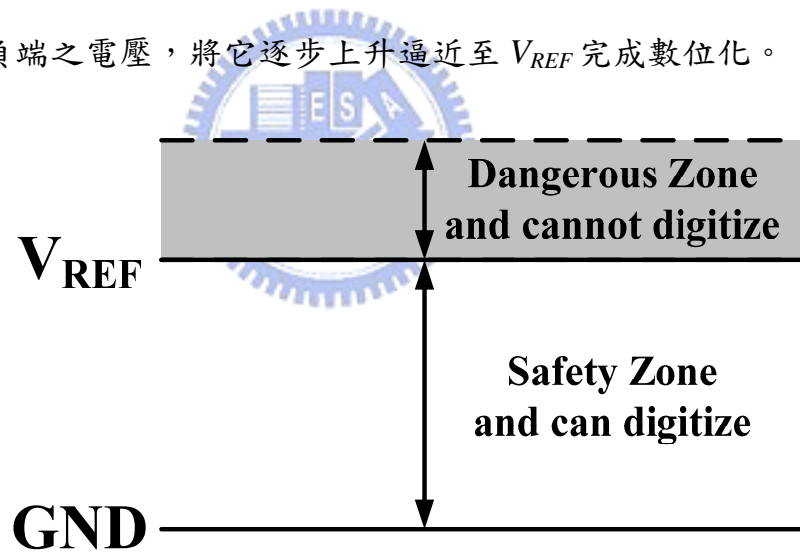 端之電壓，將它逐步上升逼近至 VREF 完成數位化。
ESA
Dangerous Zone
and cannot digitize
VREF
Safety Zone
and can digitize
GND